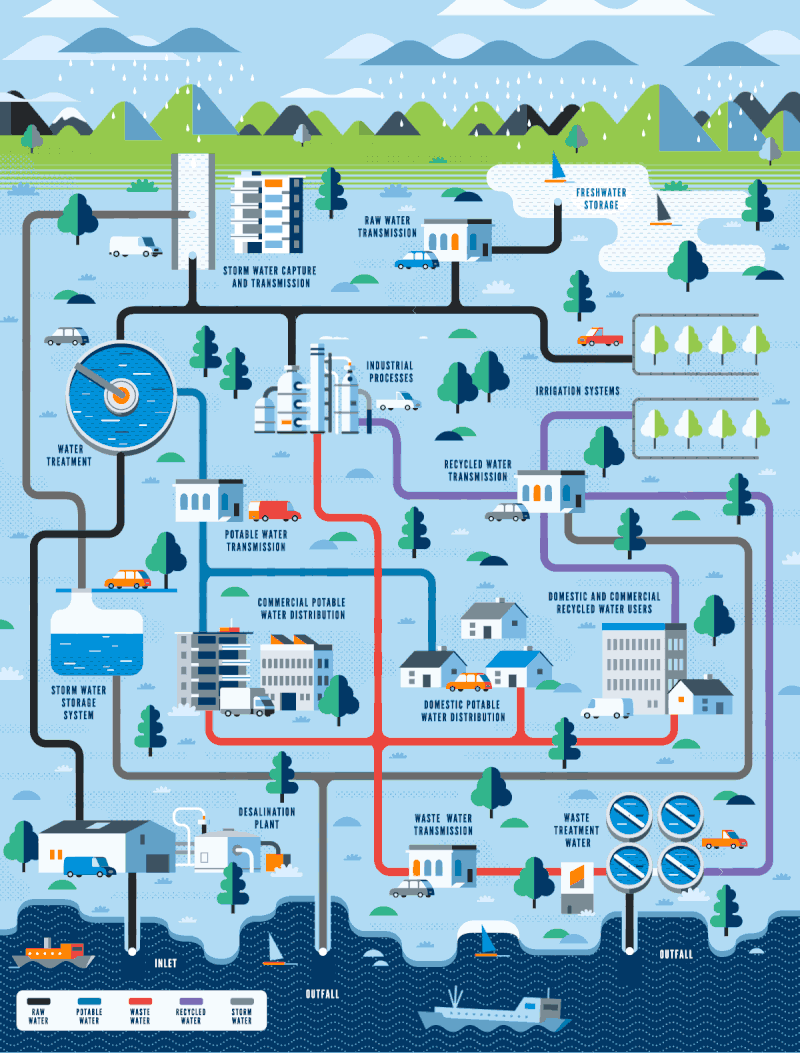 FRESHWATER
STORAGE
RAW WATER
TRANSMISSION
STORM WATER CAPTURE
AND TRANSMISSION
INDUSTRIAL
PROCESSES
IRRIGATION SYSTEMS
WATER
TREATMENT
RECYCLED WATER
TRANSMISSION
POTABLE WATER
TRANSMISSION
COMMERCIAL POTABLE
WATER DISTRIBUTION
DOMESTIC AND COMMERCIAL
RECYCLED WATER USERS
STORM WATER
STORAGE
SYSTEM
DOMESTIC POTABLE
WATER DISTRIBUTION
DESALINATION
PLANT
WASTE WATER
TRANSMISSION
WASTE
TREATMENT
WATER
INLET
OUTFALL
OUTFALL
RAW
WATER
POTABLE
WATER
WASTE
WATER
RECYCLED
WATER
STORM
WATER